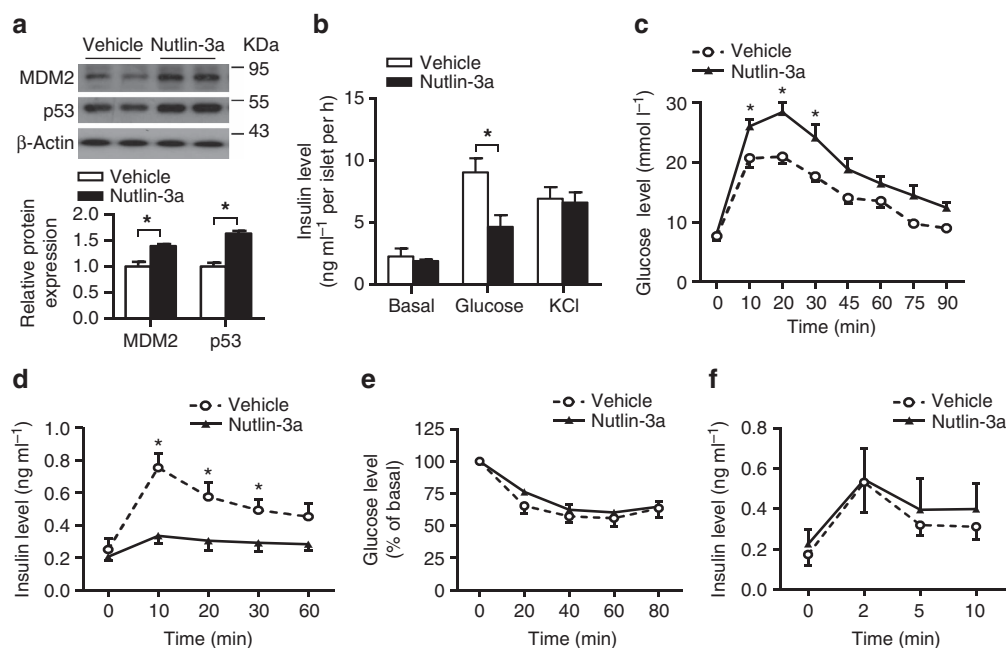 a
Vehicle Nutlin-3a KDa
MDM2
95
p53
55
β-Actin
43
Vehicle
Nutlin-3a
Relative protein
expression
2.0
1.5
1.0
0.5
0.0
*
*
MDM2 p53
b
Vehicle
Nutlin-3a
Insulin level
(ng ml⁻¹ per islet per h)
15
10
5
0
*
Basal Glucose KCl
c
Vehicle
Nutlin-3a
Glucose level (mmol l⁻¹)
30
20
10
0
* * *
0 10 20 30 45 60 75 90
Time (min)
d
Vehicle
Nutlin-3a
Insulin level (ng ml⁻¹)
1.0
0.8
0.6
0.4
0.2
0.0
* * *
0 10 20 30 60
Time (min)
e
Vehicle
Nutlin-3a
Glucose level
(% of basal)
125
100
75
50
25
0
0 20 40 60 80
Time (min)
f
Vehicle
Nutlin-3a
Insulin level (ng ml⁻¹)
0.8
0.6
0.4
0.2
0.0
0 2 5 10
Time (min)